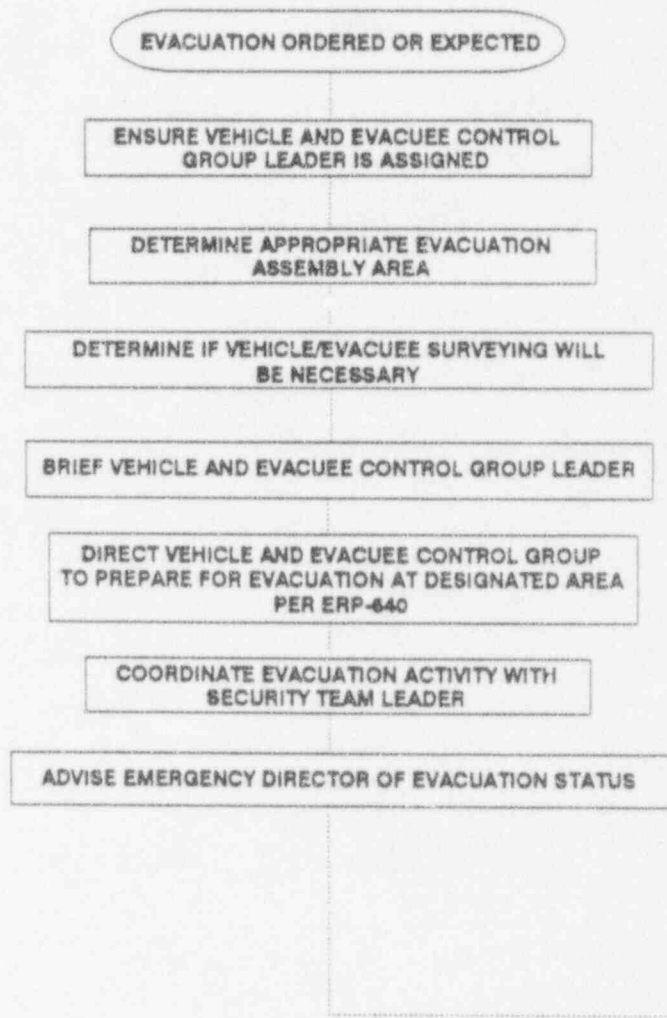 EVACUATION ORDERED OR EXPECTED
ENSURE VEHICLE AND EVACUEE CONTROL
GROUP LEADER IS ASSIGNED
DETERMINE APPROPRIATE EVACUATION
ASSEMBLY AREA
DETERMINE IF VEHICLE/EVACUEE SURVEYING WILL
BE NECESSARY
BRIEF VEHICLE AND EVACUEE CONTROL GROUP LEADER
DIRECT VEHICLE AND EVACUEE CONTROL GROUP
TO PREPARE FOR EVACUATION AT DESIGNATED AREA
PER ERP-640
COORDINATE EVACUATION ACTIVITY WITH
SECURITY TEAM LEADER
ADVISE EMERGENCY DIRECTOR OF EVACUATION STATUS